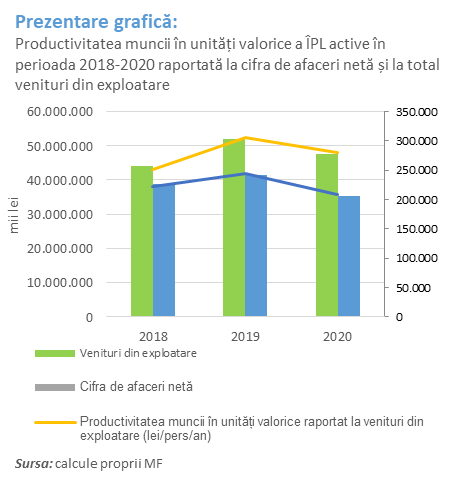 Prezentare grafică:
Productivitatea muncii în unități valorice a ÎPL active în
perioada 2018-2020 raportată la cifra de afaceri netă și la total
venituri din exploatare
60.000.000
50.000.000
40.000.000
30.000.000
20.000.000
10.000.000
0
mii lei
350.000
300.000
250.000
200.000
150.000
100.000
50.000
0
2018 2019 2020
Venituri din exploatare
Cifra de afaceri netă
Productivitatea muncii în unități valorice raportat la venituri din
exploatare (lei/pers/an)
Sursa: calcule proprii MF